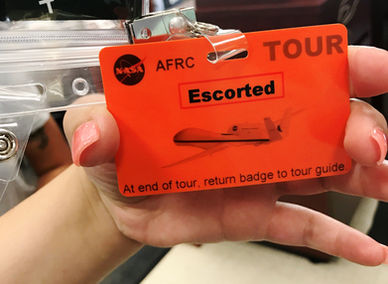 NASA AFRC TOUR
Escorted
At end of tour, return badge to tour guide